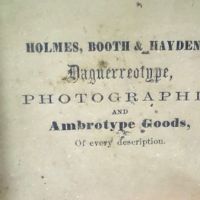 HOLMES, BOOTH & HAYDEN
Daguerreotype,
PHOTOGRAPHI
AND
Ambrotype Goods,
Of every description.